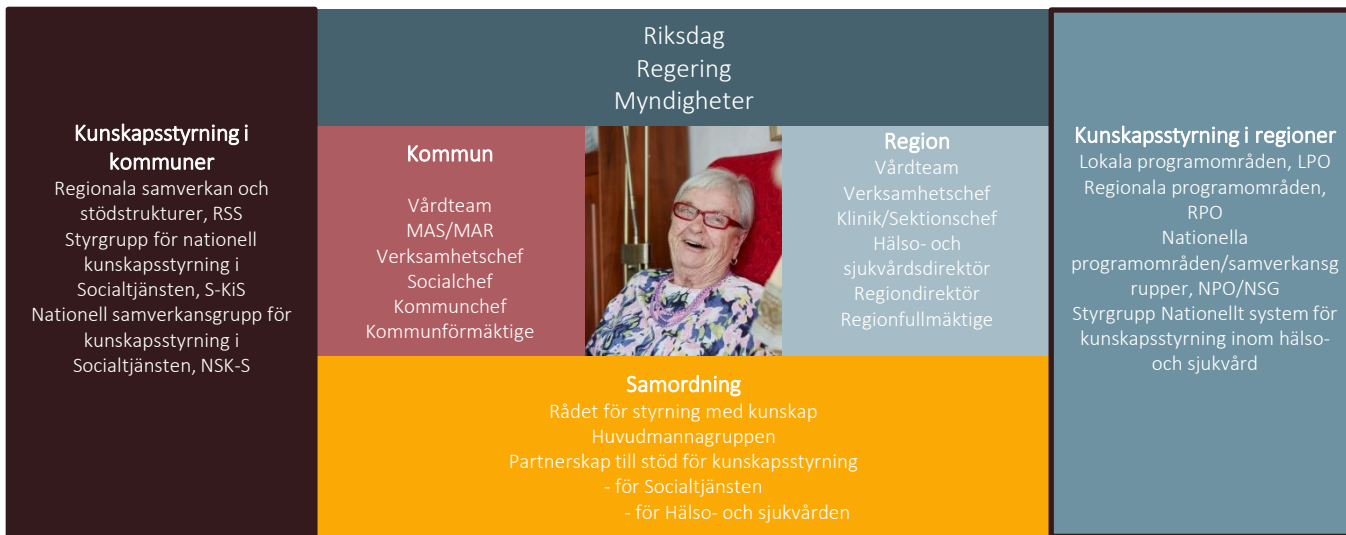 Riksdag
Regering
Myndigheter
Kunskapsstyrning i
kommuner
Regionala samverkan och
stödstrukturer, RSS
Styrgrupp för nationell
kunskapsstyrning i
Socialtjänsten, S-KiS
Nationell samverkansgrupp för
kunskapsstyrning i
Socialtjänsten, NSK-S
Kommun
Vårdteam
MAS/MAR
Verksamhetschef
Socialchef
Kommunchef
Kommunförmäktige
Region
Vårdteam
Verksamhetschef
Klinik/Sektionschef
Hälso- och
sjukvårdsdirektör
Regiondirektör
Regionfullmäktige
Kunskapsstyrning i regioner
Lokala programområden, LPO
Regionala programområden,
RPO
Nationella
programområden/samverkansg
rupper, NPO/NSG
Styrgrupp Nationellt system för
kunskapsstyrning inom hälso-
och sjukvård
Samordning
Rådet för styrning med kunskap
Huvudmannagruppen
Partnerskap till stöd för kunskapsstyrning
- för Socialtjänsten
- för Hälso- och sjukvården